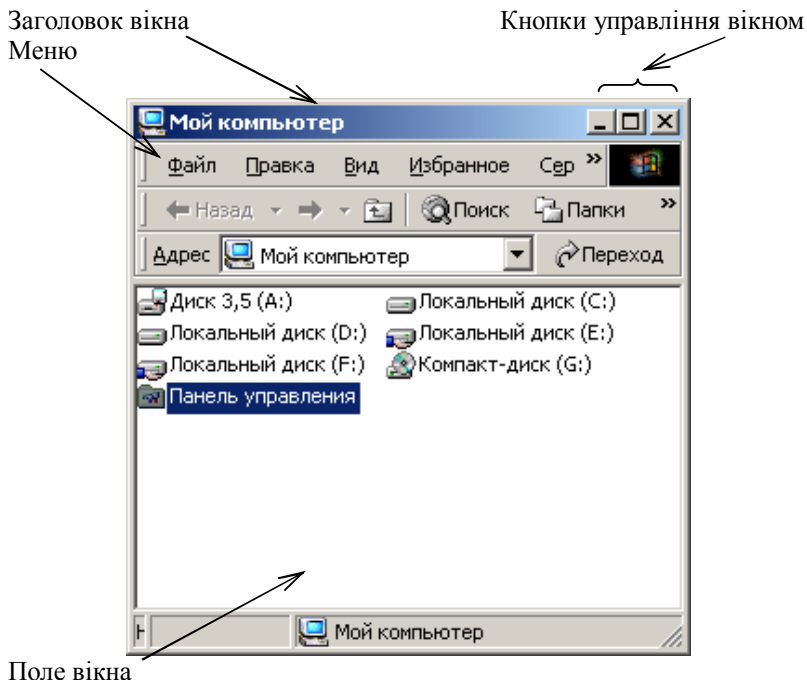 Заголовок вікна Кнопки управління вікном
Меню
Мой компьютер
Файл Правка Вид Избранное Сер »
Назад Поиск Папки »
Адрес Мой компьютер Переход
Диск 3,5 (A:) Локальный диск (C:)
Локальный диск (D:) Локальный диск (E:)
Локальный диск (F:) Компакт-диск (G:)
Панель управления
Мой компьютер
Поле вікна